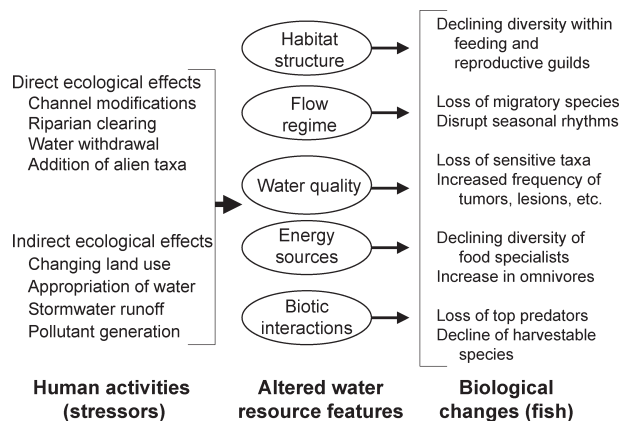 Direct ecological effects
Channel modifications
Riparian clearing
Water withdrawal
Addition of alien taxa
Indirect ecological effects
Changing land use
Appropriation of water
Stormwater runoff
Pollutant generation
Human activities
(stressors)
Habitat
structure
Flow
regime
Water quality
Energy
sources
Biotic
interactions
Altered water
resource features
Declining diversity within
feeding and
reproductive guilds
Loss of migratory species
Disrupt seasonal rhythms
Loss of sensitive taxa
Increased frequency of
tumors, lesions, etc.
Declining diversity of
food specialists
Increase in omnivores
Loss of top predators
Decline of harvestable
species
Biological
changes (fish)